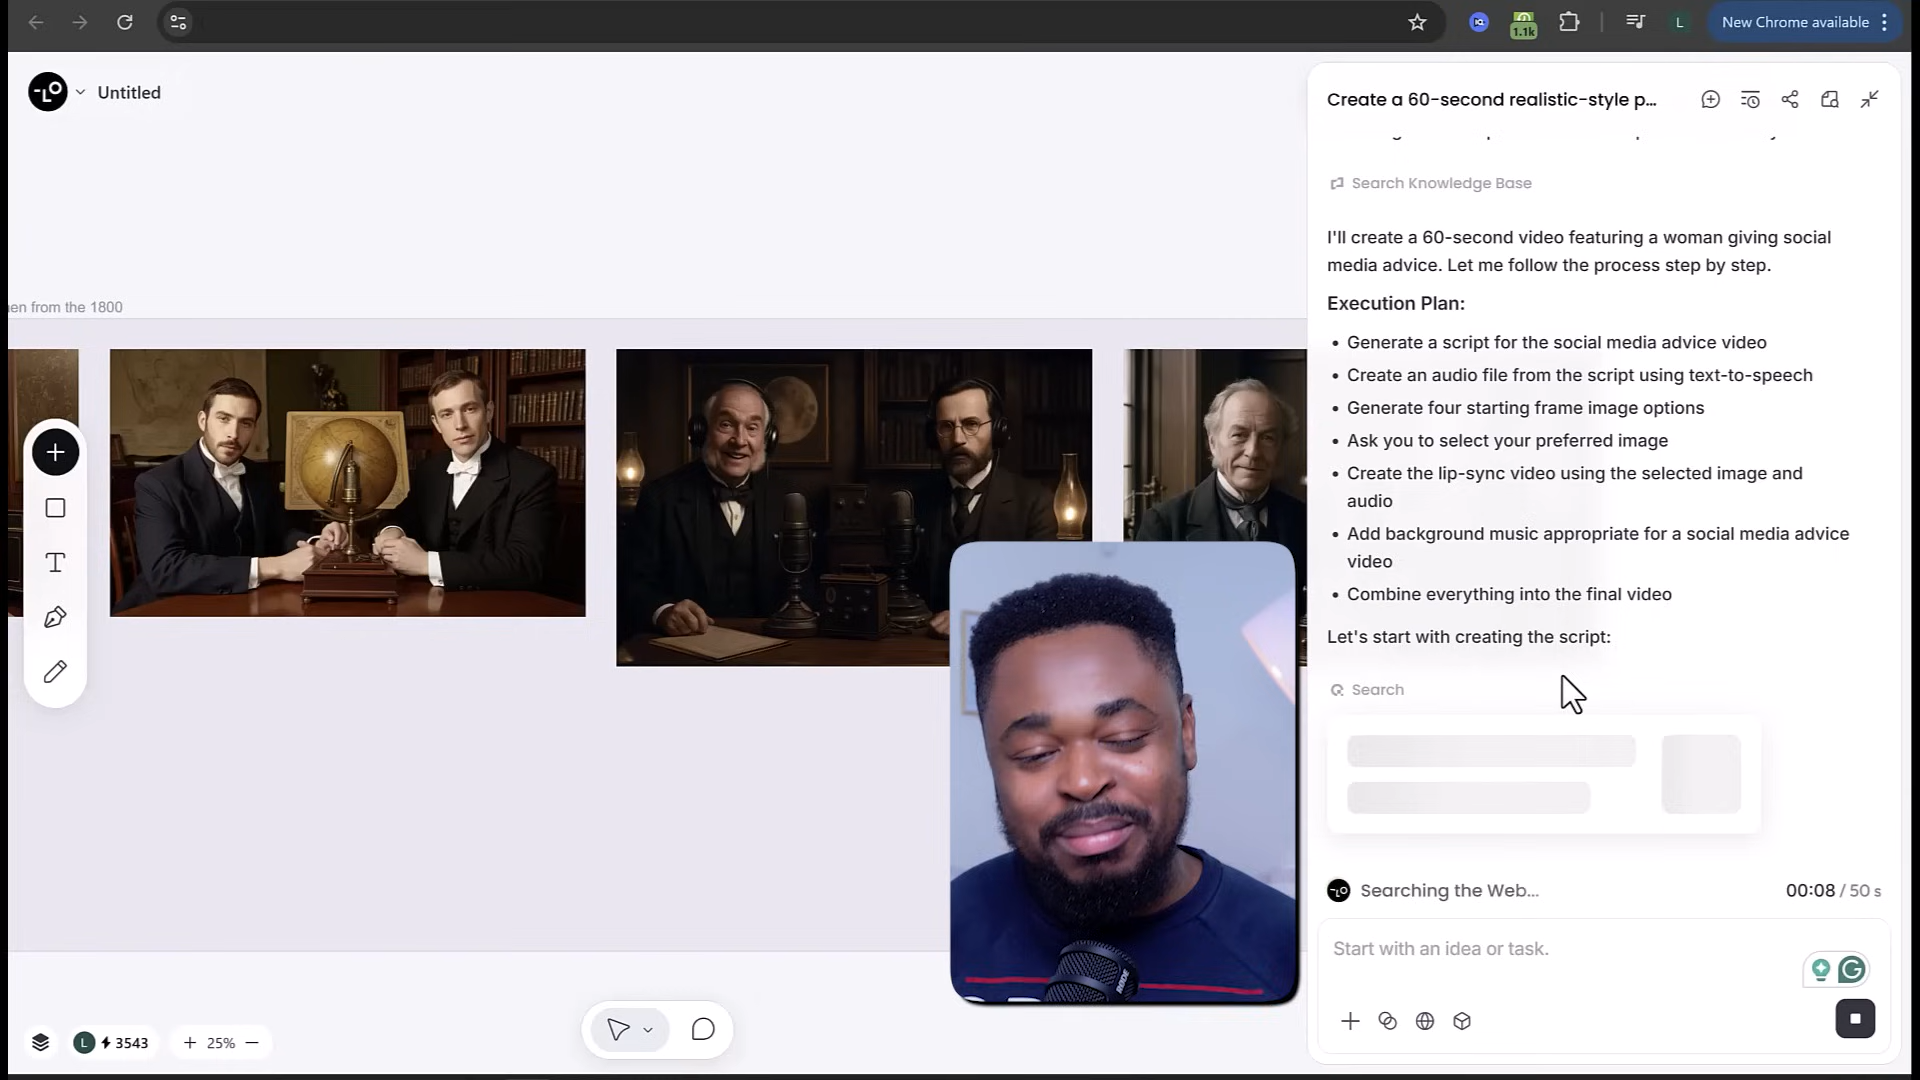 1.1k
L
New Chrome available
LO
Untitled
Create a 60-second realistic-style p...
Search Knowledge Base
I'll create a 60-second video featuring a woman giving social
media advice. Let me follow the process step by step.
en from the 1800
Execution Plan:
• Generate a script for the social media advice video
• Create an audio file from the script using text-to-speech
• Generate four starting frame image options
• Ask you to select your preferred image
• Create the lip-sync video using the selected image and
audio
• Add background music appropriate for a social media advice
video
• Combine everything into the final video
Let's start with creating the script:
Search
Searching the Web...
00:08 / 50 s
Start with an idea or task.
RODE
L 3543
25%